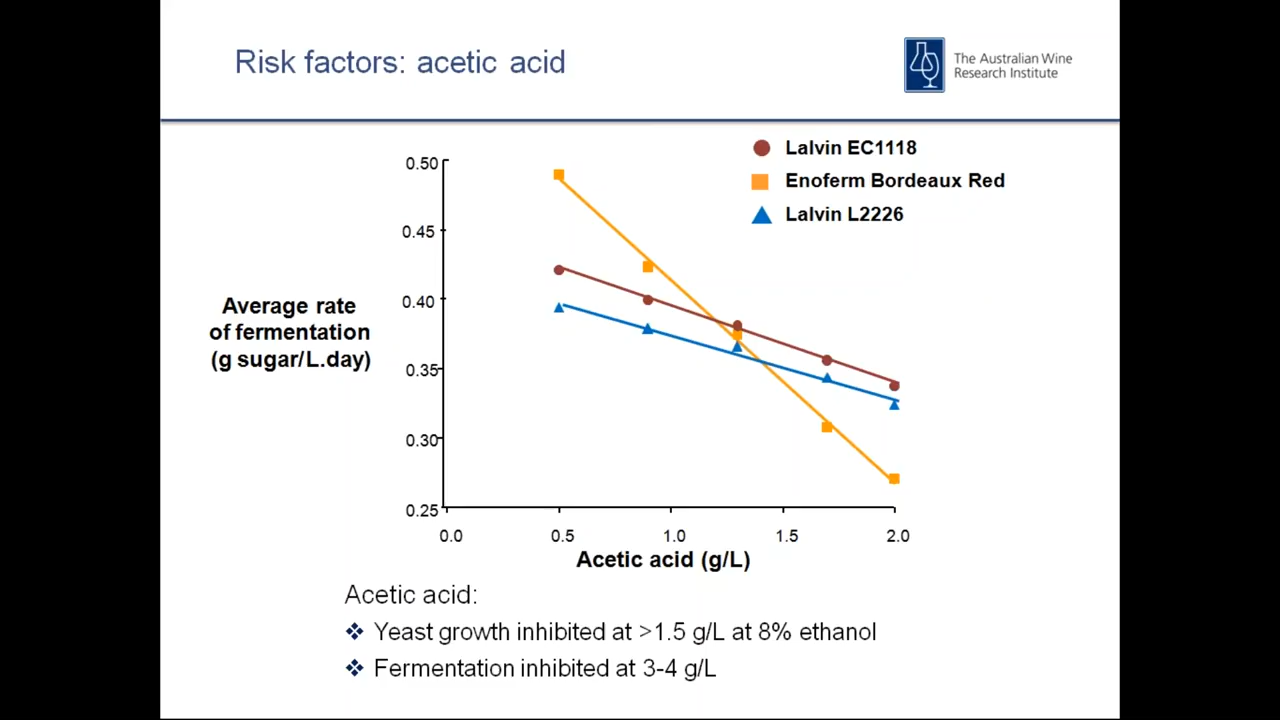 Risk factors: acetic acid
The Australian Wine
Research Institute
Lalvin EC1118
Enoferm Bordeaux Red
Lalvin L2226
0.50
0.45
0.40
0.35
0.30
0.25
Average rate
of fermentation
(g sugar/L.day)
0.0 0.5 1.0 1.5 2.0
Acetic acid (g/L)
Acetic acid:
❖ Yeast growth inhibited at >1.5 g/L at 8% ethanol
❖ Fermentation inhibited at 3-4 g/L